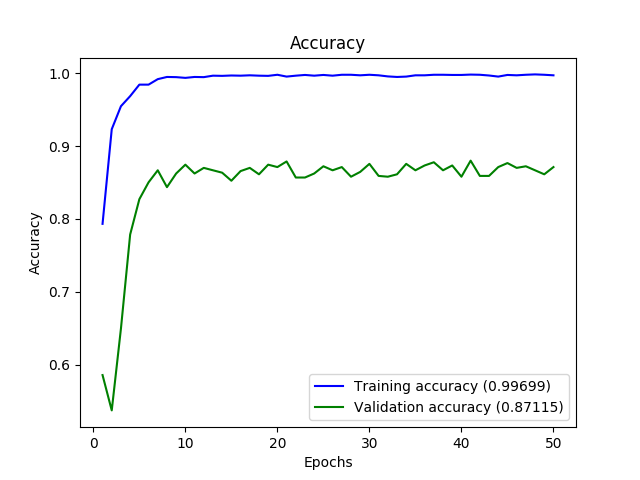 Accuracy
1.0
0.9
0.8
0.7
0.6
Accuracy
Training accuracy (0.99699)
Validation accuracy (0.87115)
0 10 20 30 40 50
Epochs